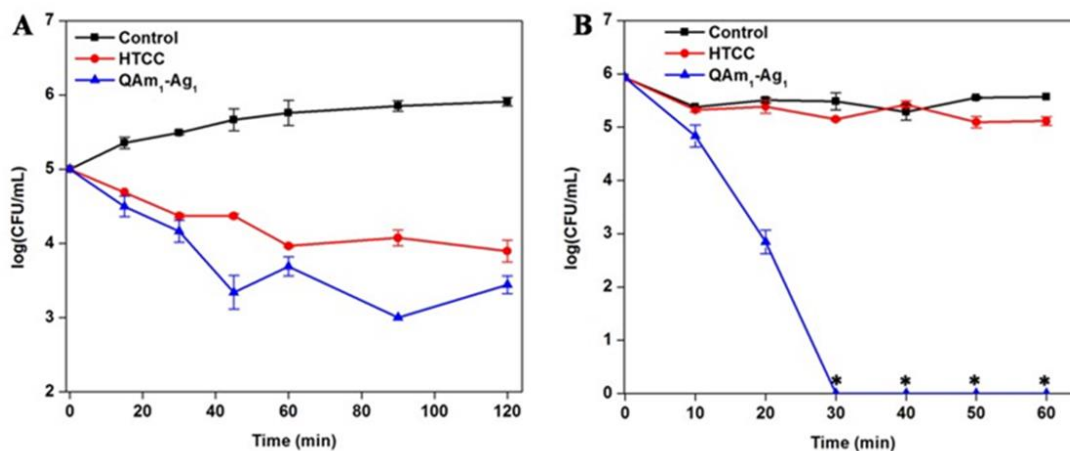 A
Control
HTCC
QAm₁-Ag₁
log(CFU/mL)
6
5
4
3
2
0 20 40 60 80 100 120
Time (min)
B
Control
HTCC
QAm₁-Ag₁
log(CFU/mL)
7
6
5
4
3
2
1
0
* * * *
0 10 20 30 40 50 60
Time (min)